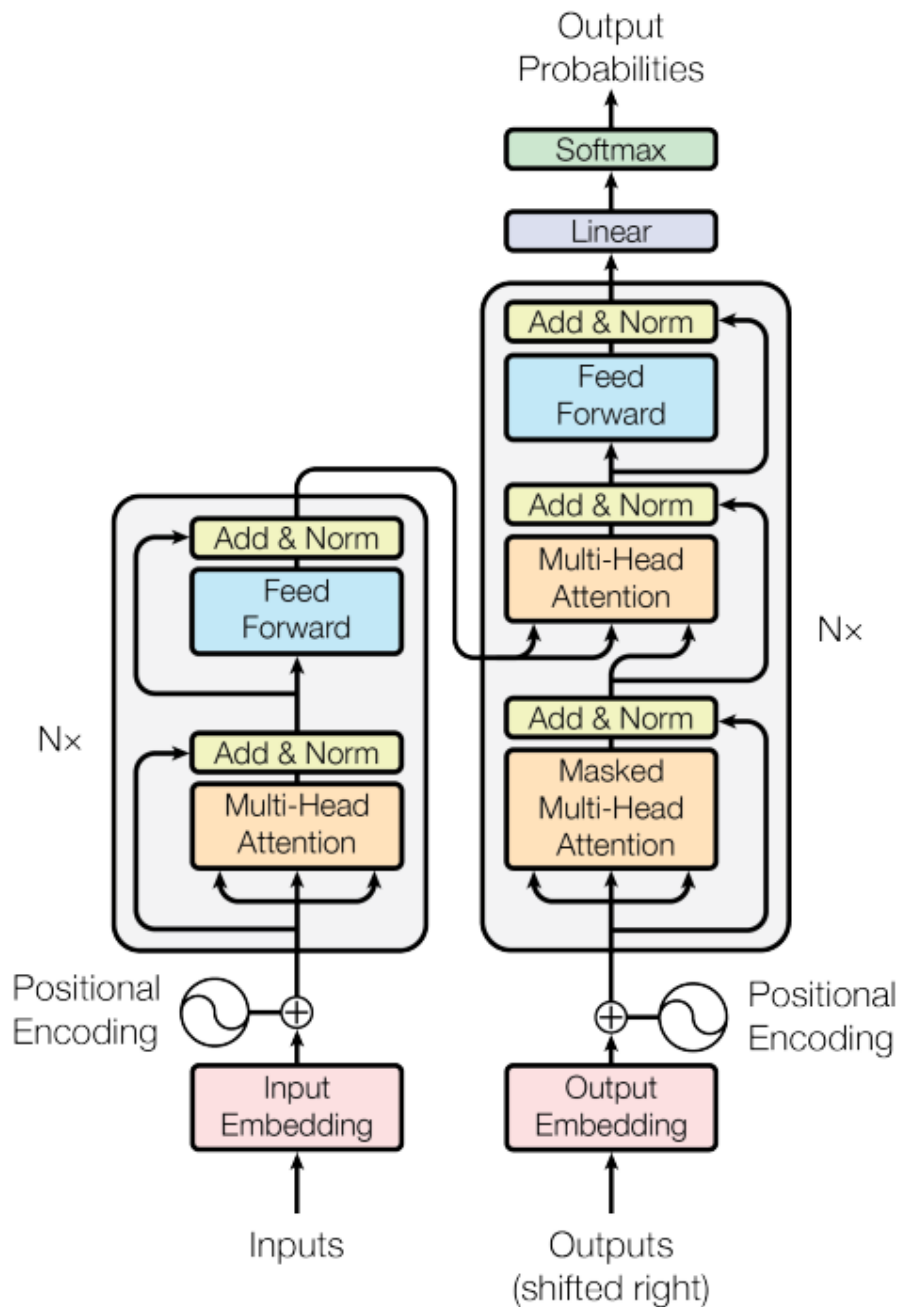 Output
Probabilities
Softmax
Linear
Add & Norm
Feed
Forward
Add & Norm
Multi-Head
Attention
Nx
Add & Norm
Masked
Multi-Head
Attention
Add & Norm
Feed
Forward
Nx
Add & Norm
Multi-Head
Attention
Positional
Encoding
Positional
Encoding
Input
Embedding
Output
Embedding
Inputs
Outputs
(shifted right)